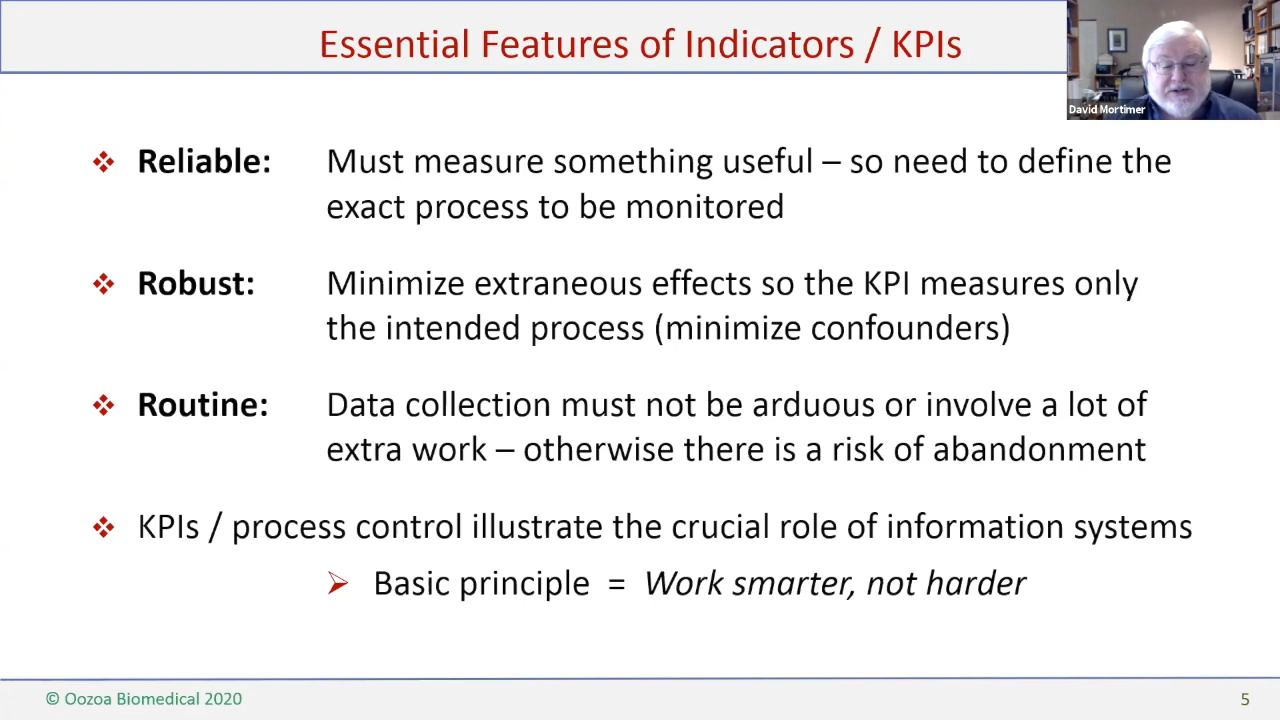 Essential Features of Indicators / KPIs
David Mortimer
❖ Reliable: Must measure something useful – so need to define the
exact process to be monitored
❖ Robust: Minimize extraneous effects so the KPI measures only
the intended process (minimize confounders)
❖ Routine: Data collection must not be arduous or involve a lot of
extra work – otherwise there is a risk of abandonment
❖ KPIs / process control illustrate the crucial role of information systems
➢ Basic principle = Work smarter, not harder
© Oozoa Biomedical 2020
5